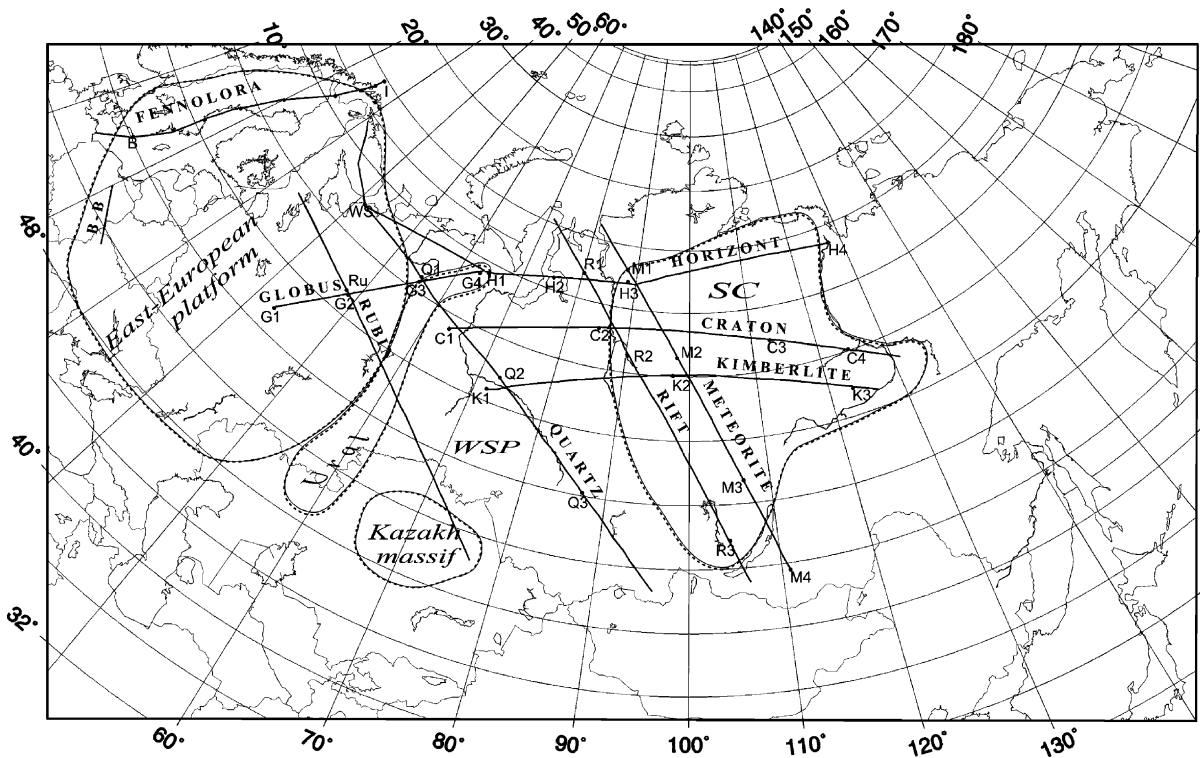 10° 20° 30° 40° 50° 60° 140° 150° 160° 170° 180°
FENNOLORA
I
B
48°
B-B
WS
East-European
platform
HORIZONT
H4
Q1
R1
M1
GLOBUS
Ru
G3
G4
H1
H2
H3
SC
G1
G2
RUBIN
C1
C2
CRATON
C3
C4
R2
M2
KIMBERLITE
Q2
K1
K2
K3
RIFT
METEORITE
40°
Ural
WSP
QUARTZ
M3
Q3
Kazakh
massif
R3
M4
32°
60° 70° 80° 90° 100° 110° 120° 130°